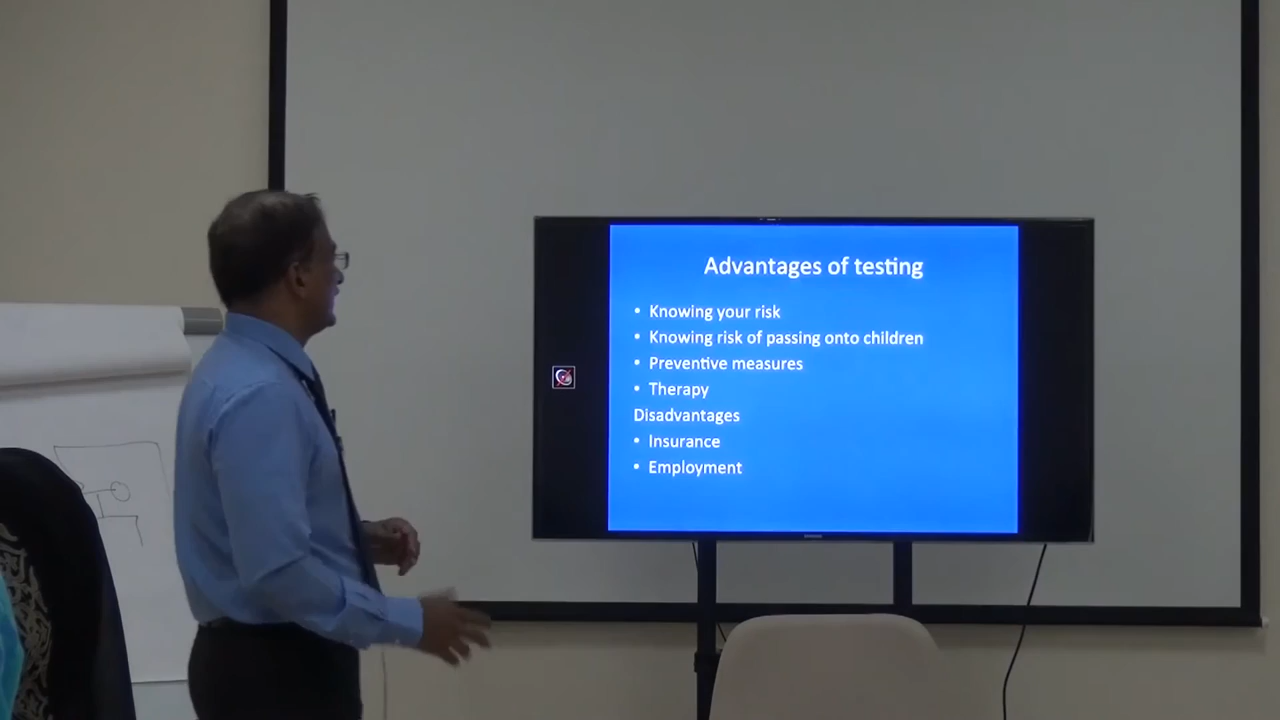 Advantages of testing
• Knowing your risk
• Knowing risk of passing onto children
• Preventive measures
• Therapy
Disadvantages
• Insurance
• Employment